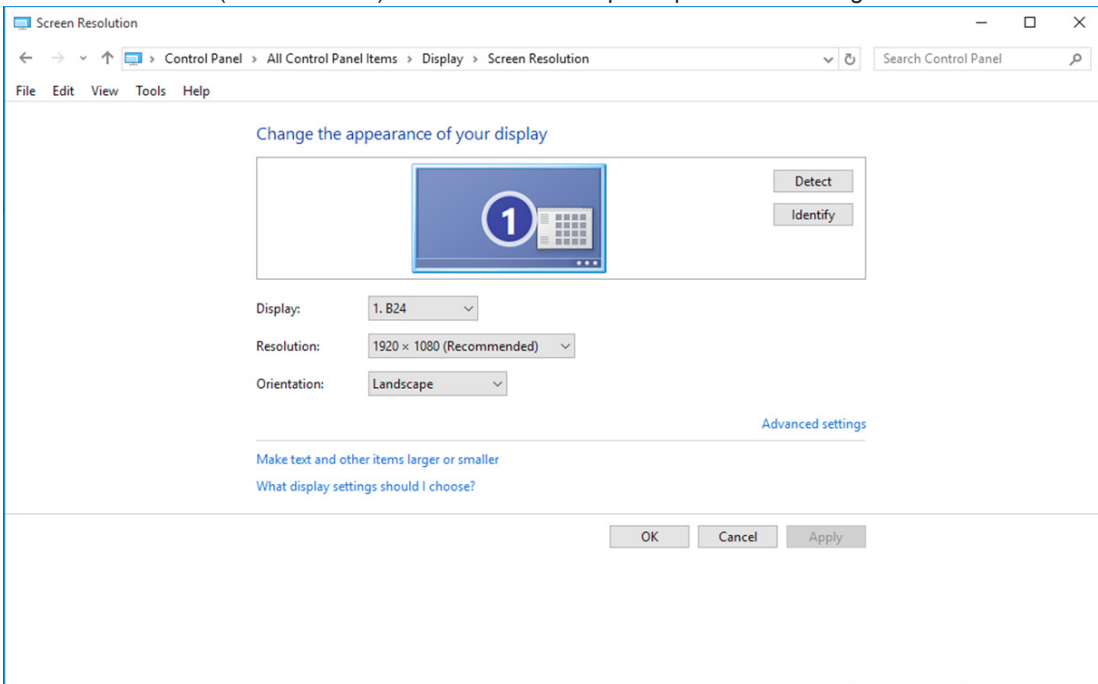 Screen Resolution
Control Panel > All Control Panel Items > Display > Screen Resolution
Search Control Panel
File Edit View Tools Help
Change the appearance of your display
1
Detect
Identify
Display: 1. B24
Resolution: 1920 × 1080 (Recommended)
Orientation: Landscape
Advanced settings
Make text and other items larger or smaller
What display settings should I choose?
OK Cancel Apply